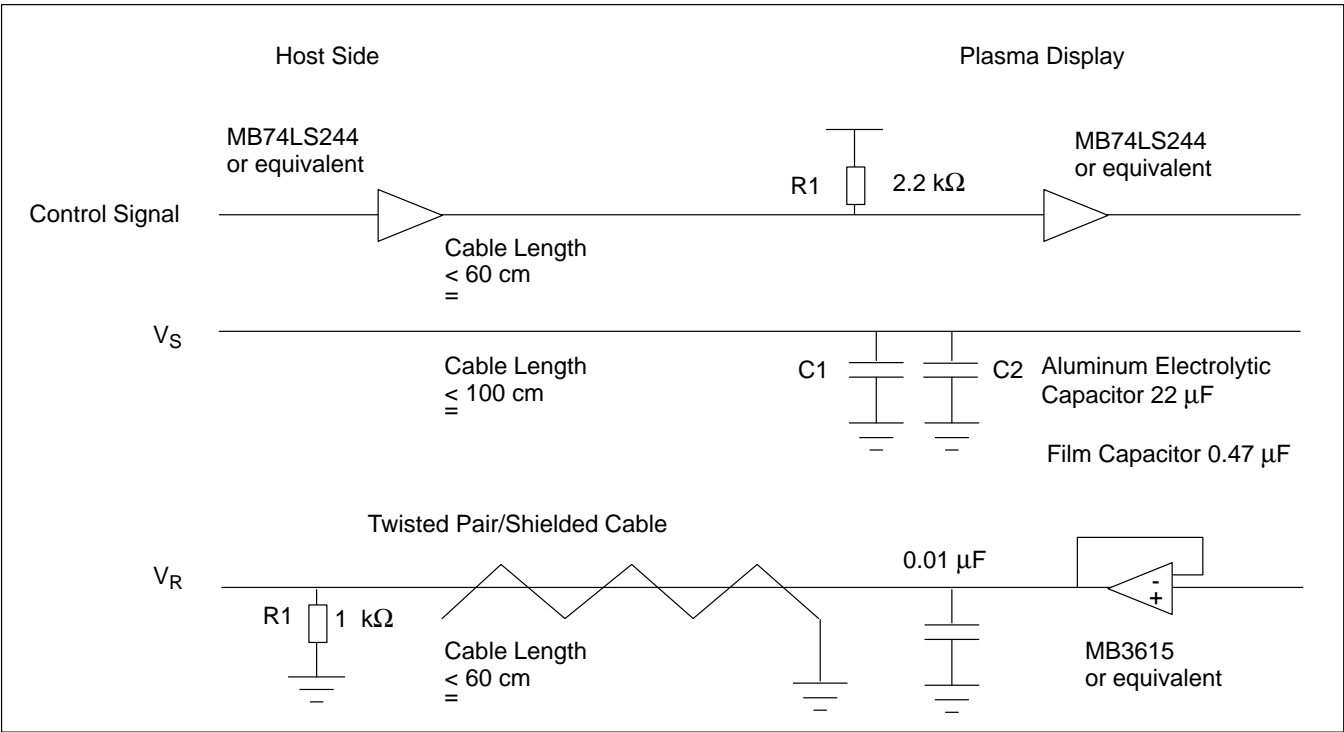 Host Side
Plasma Display
MB74LS244
or equivalent
MB74LS244
or equivalent
R1
2.2 kΩ
Control Signal
Cable Length
< 60 cm
=
VS
Cable Length
< 100 cm
=
C1
C2
Aluminum Electrolytic
Capacitor 22 μF
Film Capacitor 0.47 μF
Twisted Pair/Shielded Cable
VR
0.01 μF
-
+
R1
1 kΩ
Cable Length
< 60 cm
=
MB3615
or equivalent